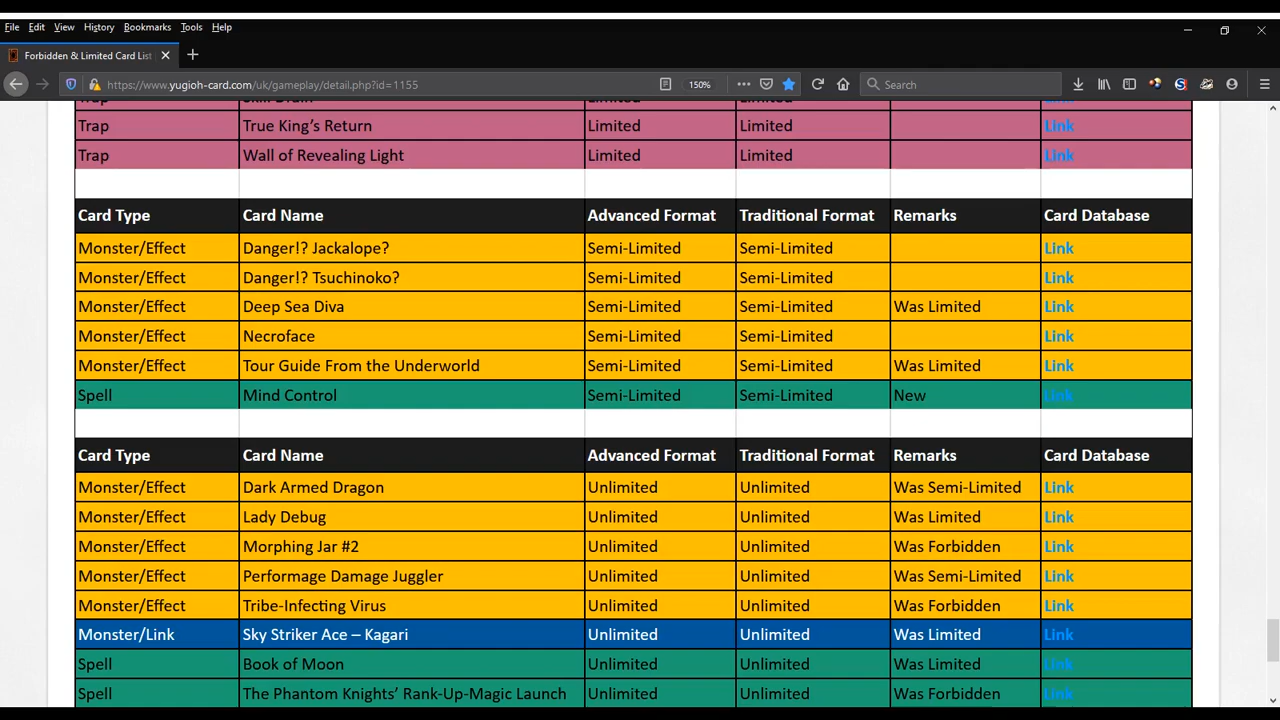 File Edit View History Bookmarks Tools Help
Forbidden & Limited Card List
https://www.yugioh-card.com/uk/gameplay/detail.php?id=1155 150% Search
Trap Skill Drain Limited Limited Link
Trap True King's Return Limited Limited Link
Trap Wall of Revealing Light Limited Limited Link
Card Type Card Name Advanced Format Traditional Format Remarks Card Database
Monster/Effect Danger!? Jackalope? Semi-Limited Semi-Limited Link
Monster/Effect Danger!? Tsuchinoko? Semi-Limited Semi-Limited Link
Monster/Effect Deep Sea Diva Semi-Limited Semi-Limited Was Limited Link
Monster/Effect Necroface Semi-Limited Semi-Limited Link
Monster/Effect Tour Guide From the Underworld Semi-Limited Semi-Limited Was Limited Link
Spell Mind Control Semi-Limited Semi-Limited New Link
Card Type Card Name Advanced Format Traditional Format Remarks Card Database
Monster/Effect Dark Armed Dragon Unlimited Unlimited Was Semi-Limited Link
Monster/Effect Lady Debug Unlimited Unlimited Was Limited Link
Monster/Effect Morphing Jar #2 Unlimited Unlimited Was Forbidden Link
Monster/Effect Performage Damage Juggler Unlimited Unlimited Was Semi-Limited Link
Monster/Effect Tribe-Infecting Virus Unlimited Unlimited Was Forbidden Link
Monster/Link Sky Striker Ace – Kagari Unlimited Unlimited Was Limited Link
Spell Book of Moon Unlimited Unlimited Was Limited Link
Spell The Phantom Knights' Rank-Up-Magic Launch Unlimited Unlimited Was Forbidden Link